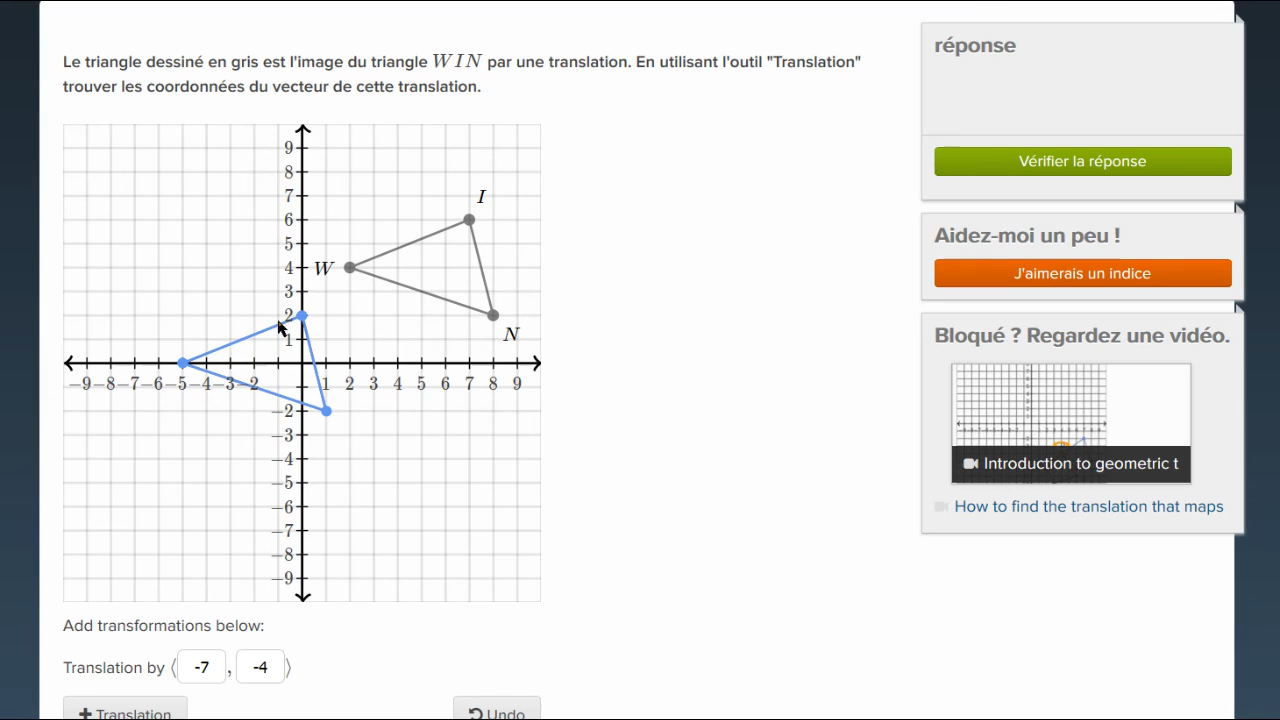 Le triangle dessiné en gris est l'image du triangle WIN par une translation. En utilisant l'outil "Translation"
trouver les coordonnées du vecteur de cette translation.
9
8
7
6
5
4
3
2
1
−9 −8 −7 −6 −5 −4 −3 −2 1 2 3 4 5 6 7 8 9
−2
−3
−4
−5
−6
−7
−8
−9
I
W
N
Add transformations below:
Translation by ⟨ -7 , -4 ⟩
+ Translation
Undo
réponse
Vérifier la réponse
Aidez-moi un peu !
J'aimerais un indice
Bloqué ? Regardez une vidéo.
Introduction to geometric t
How to find the translation that maps